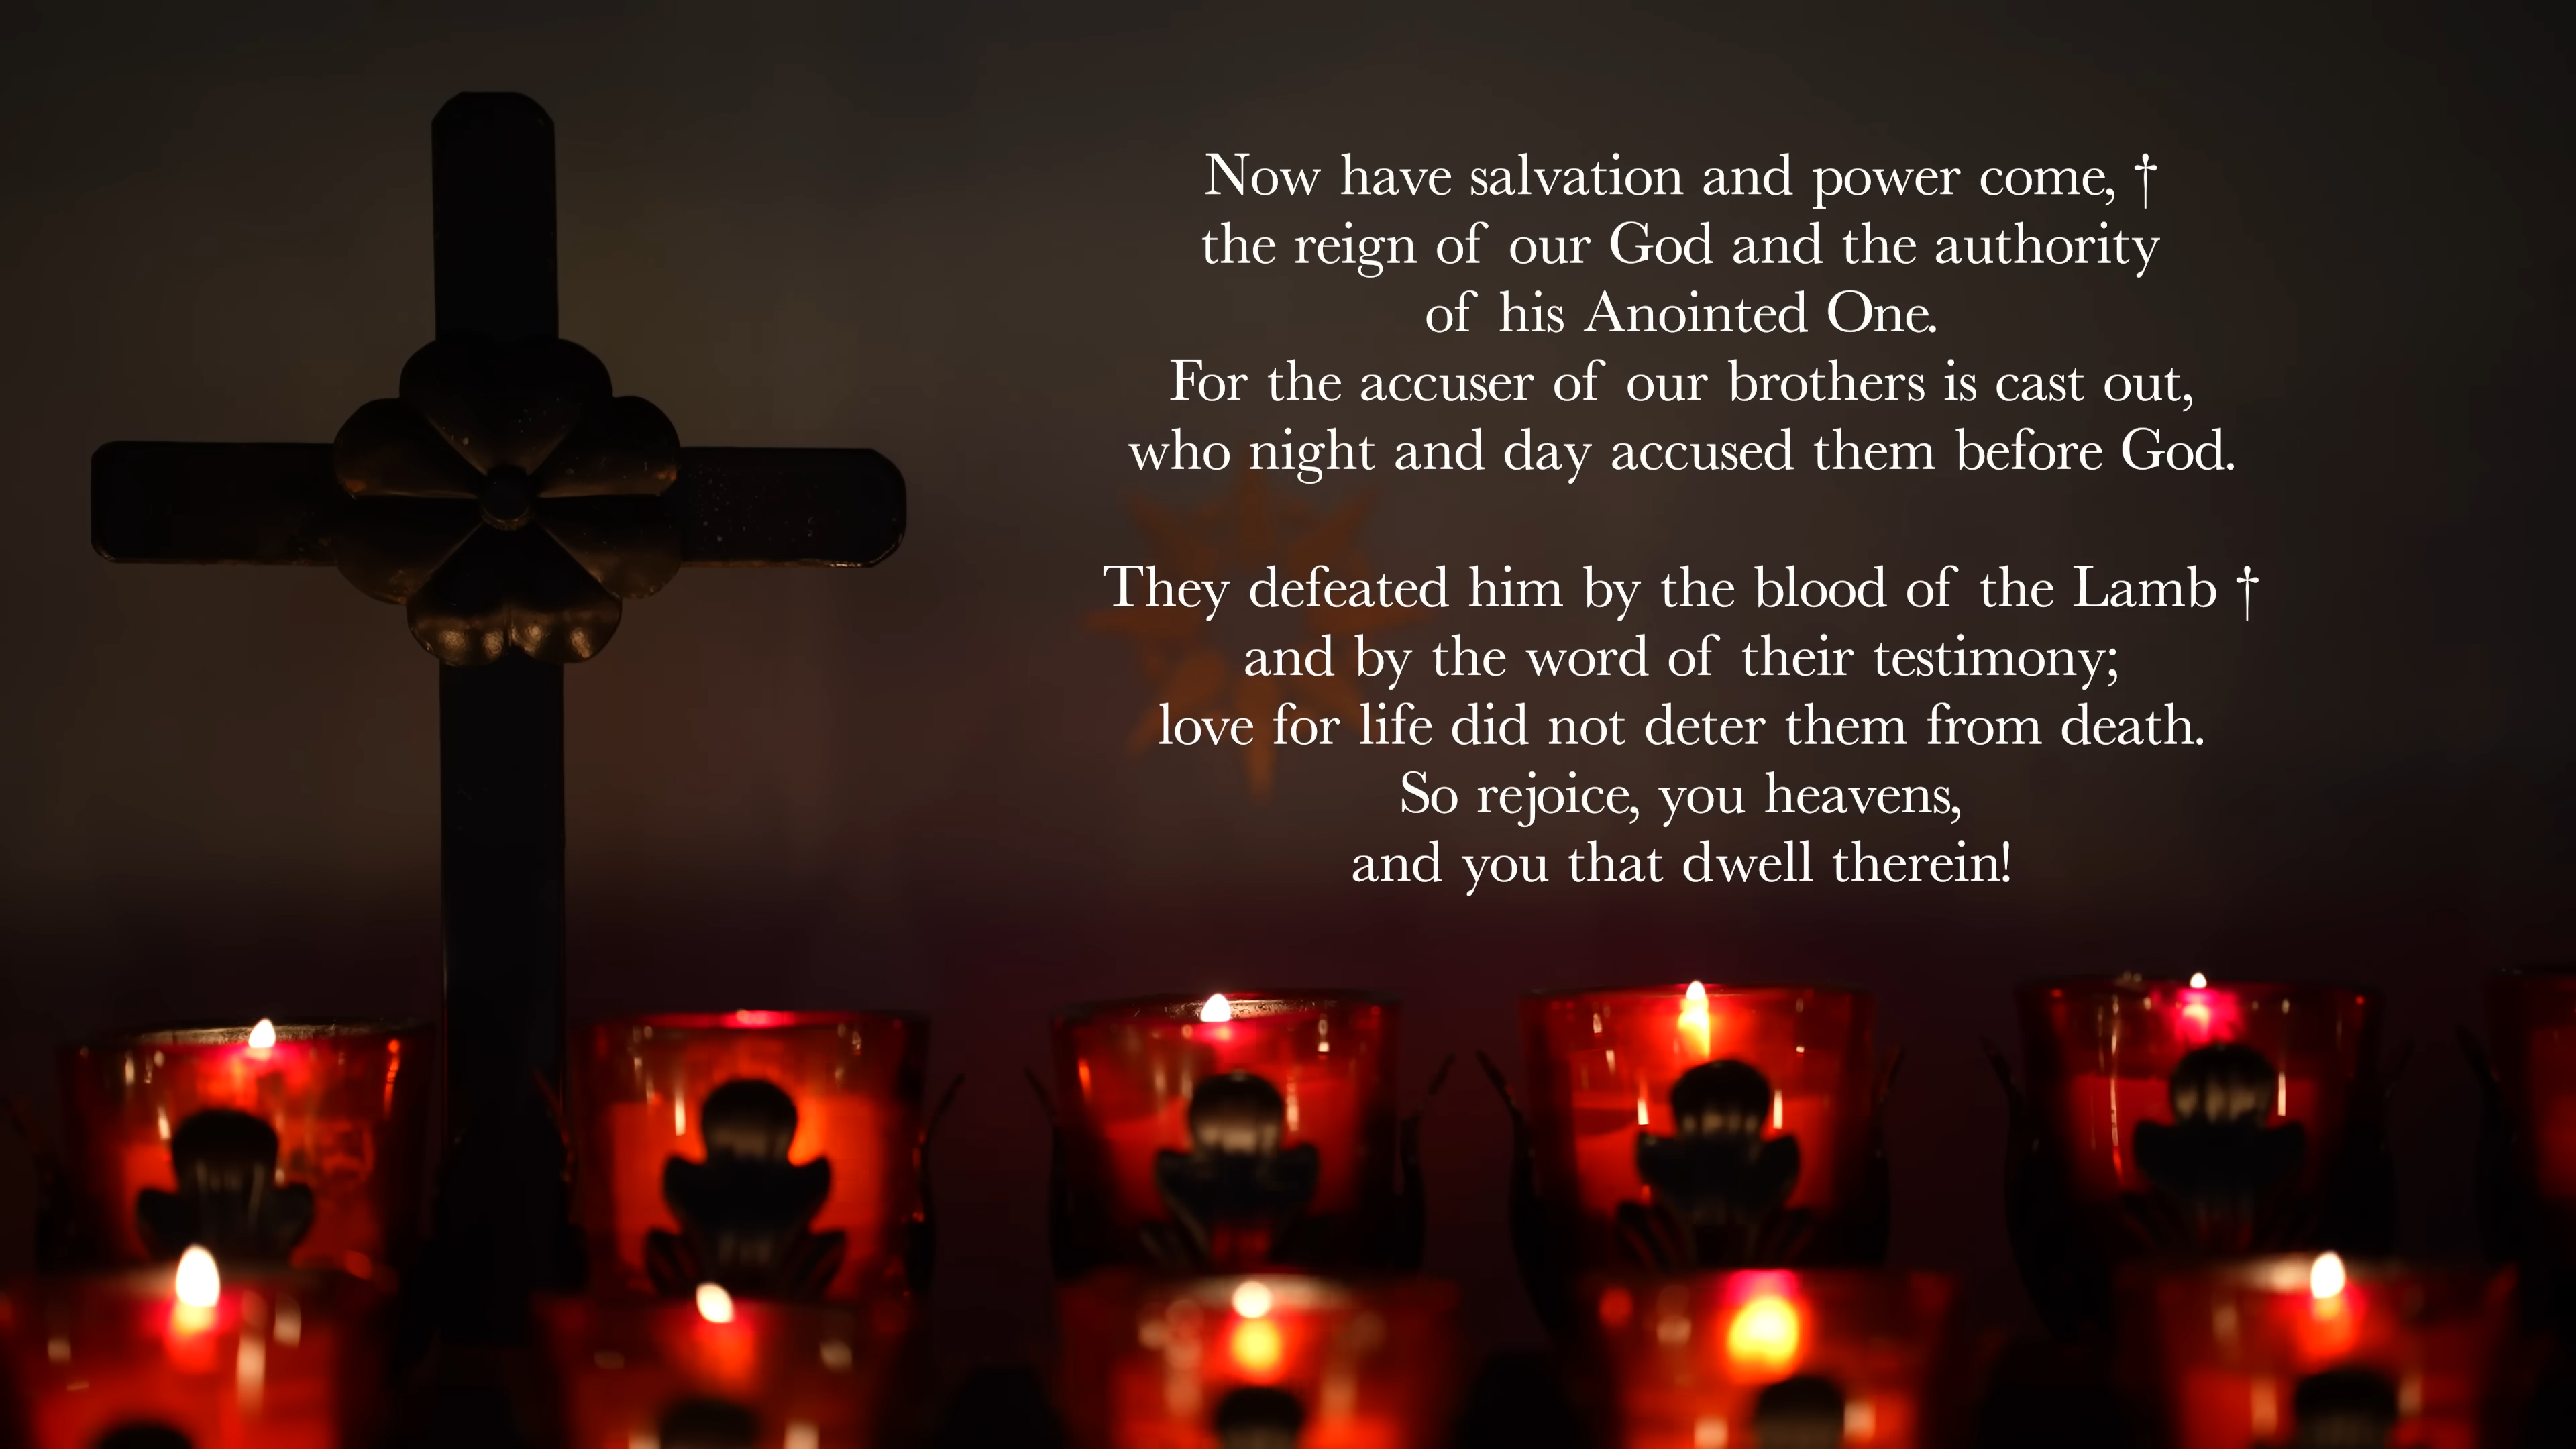 Now have salvation and power come, †
the reign of our God and the authority
of his Anointed One.
For the accuser of our brothers is cast out,
who night and day accused them before God.
They defeated him by the blood of the Lamb †
and by the word of their testimony;
love for life did not deter them from death.
So rejoice, you heavens,
and you that dwell therein!